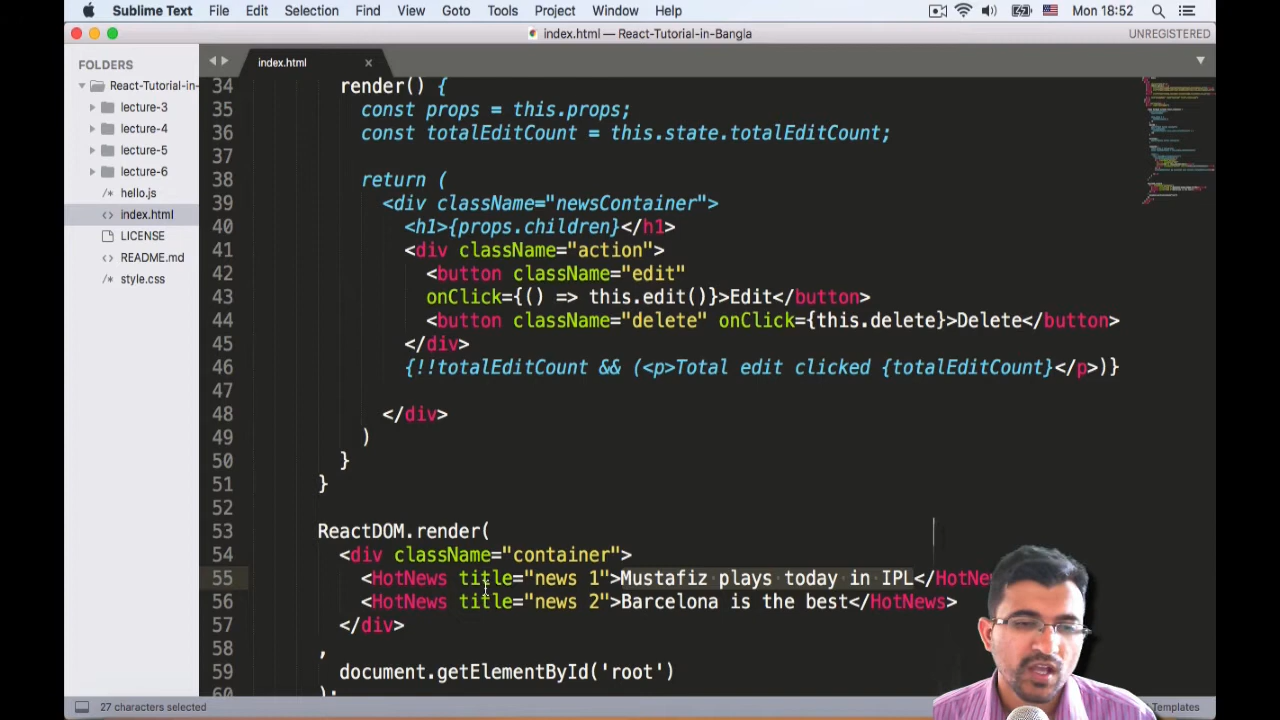 Sublime Text File Edit Selection Find View Goto Tools Project Window Help Mon 18:52
index.html — React-Tutorial-in-Bangla UNREGISTERED
FOLDERS
React-Tutorial-in-
lecture-3
lecture-4
lecture-5
lecture-6
/* hello.js
<> index.html
LICENSE
<> README.md
/* style.css
index.html
34 render() {
35 const props = this.props;
36 const totalEditCount = this.state.totalEditCount;
37
38 return (
39 <div className="newsContainer">
40 <h1>{props.children}</h1>
41 <div className="action">
42 <button className="edit"
43 onClick={() => this.edit()}>Edit</button>
44 <button className="delete" onClick={this.delete}>Delete</button>
45 </div>
46 {!!totalEditCount && (<p>Total edit clicked {totalEditCount}</p>)}
47
48 </div>
49 )
50 }
51 }
52
53 ReactDOM.render(
54 <div className="container">
55 <HotNews title="news 1">Mustafiz plays today in IPL</HotNe
56 <HotNews title="news 2">Barcelona is the best</HotNews>
57 </div>
58 ,
59 document.getElementById('root')
60 );
27 characters selected
Templates